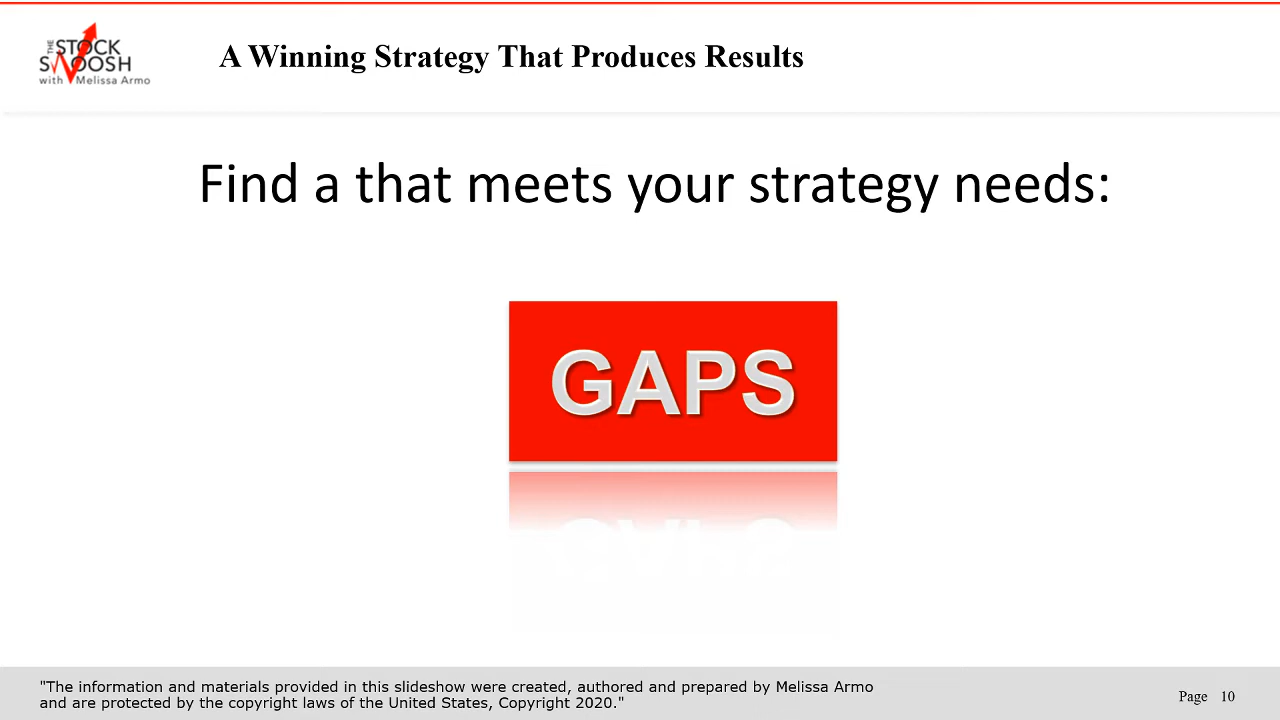 THE STOCK
SWOOSH
with Melissa Armo
A Winning Strategy That Produces Results
Find a that meets your strategy needs:
GAPS
"The information and materials provided in this slideshow were created, authored and prepared by Melissa Armo
and are protected by the copyright laws of the United States, Copyright 2020."
Page 10